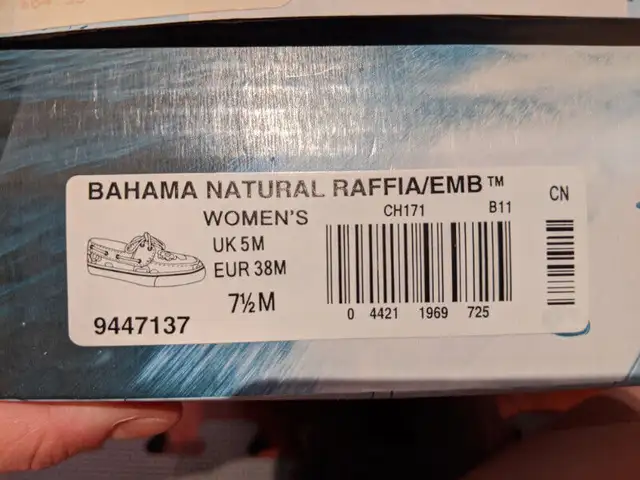 BAHAMA NATURAL RAFFIA/EMB™
CN
WOMEN'S
CH171
B11
UK 5M
EUR 38M
7½M
0 4421 1969 725
9447137